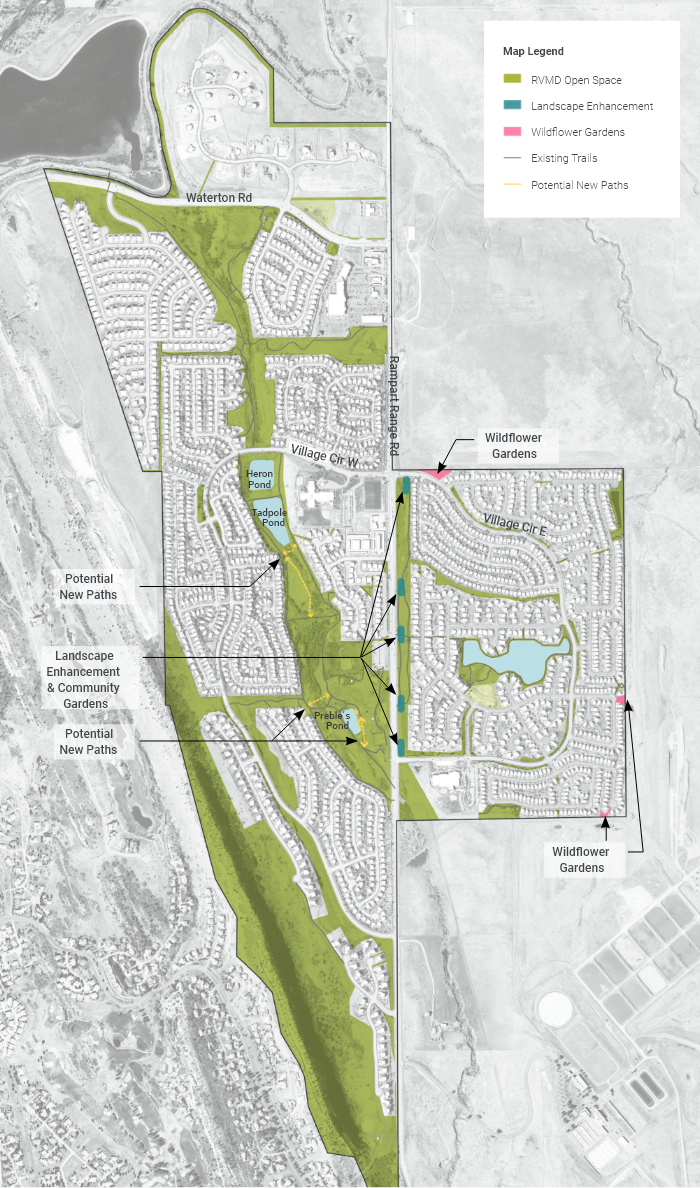 Map Legend
RVMD Open Space
Landscape Enhancement
Wildflower Gardens
Existing Trails
Potential New Paths
Waterton Rd
Rampart Range Rd
Village Cir W
Wildflower
Gardens
Heron
Pond
Tadpole
Pond
Village Cir E
Potential
New Paths
Landscape
Enhancement
& Community
Gardens
Preble's
Pond
Potential
New Paths
Wildflower
Gardens